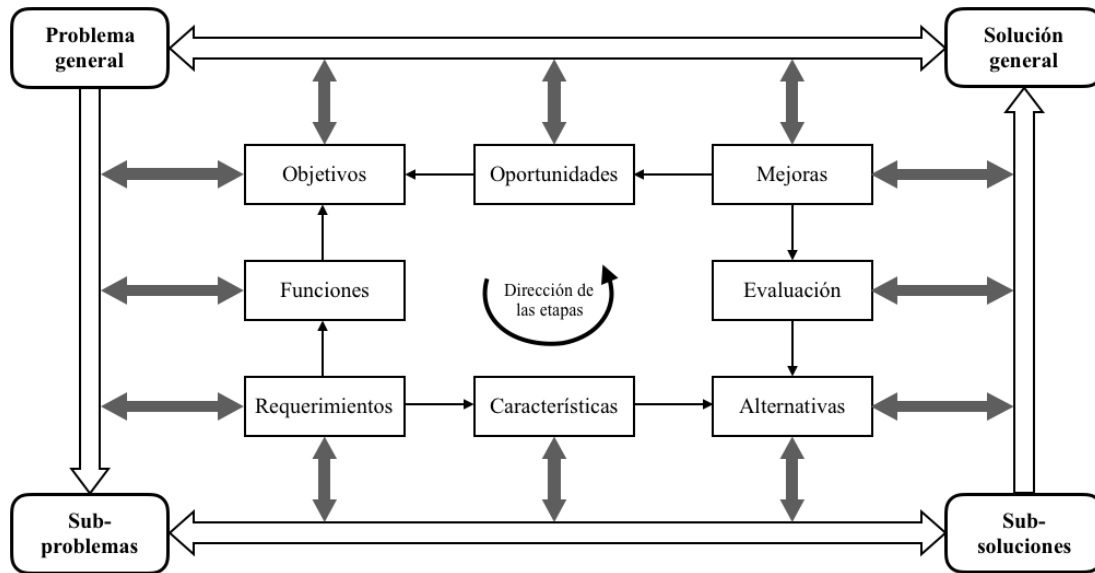 Problema
general
Solución
general
Objetivos
Oportunidades
Mejoras
Funciones
Dirección de
las etapas
Evaluación
Requerimientos
Característícas
Alternativas
Sub-
problemas
Sub-
soluciones